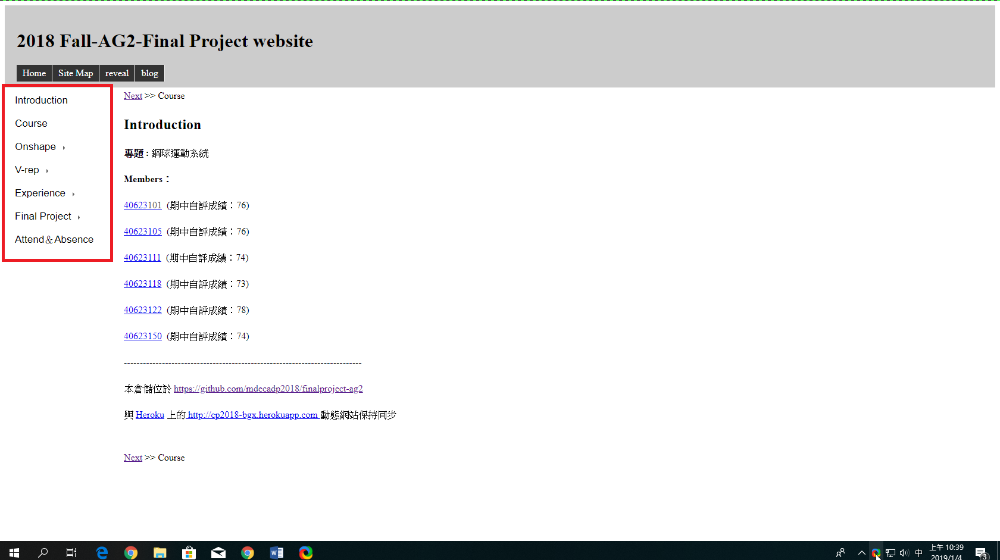 2018 Fall-AG2-Final Project website
Home Site Map reveal blog
Introduction
Course
Onshape
V-rep
Experience
Final Project
Attend＆Absence
Next >> Course
Introduction
專題 : 鋼球運動系統
Members：
40623101 (期中自評成績：76)
40623105 (期中自評成績：76)
40623111 (期中自評成績：74)
40623118 (期中自評成績：73)
40623122 (期中自評成績：78)
40623150 (期中自評成績：74)
--------------------------------------------------------------------------------
本倉儲位於 https://github.com/mdecadp2018/finalproject-ag2
與 Heroku 上的 http://cp2018-bgx.herokuapp.com 動態網站保持同步
Next >> Course
中 上午 10:39
2019/1/4
3